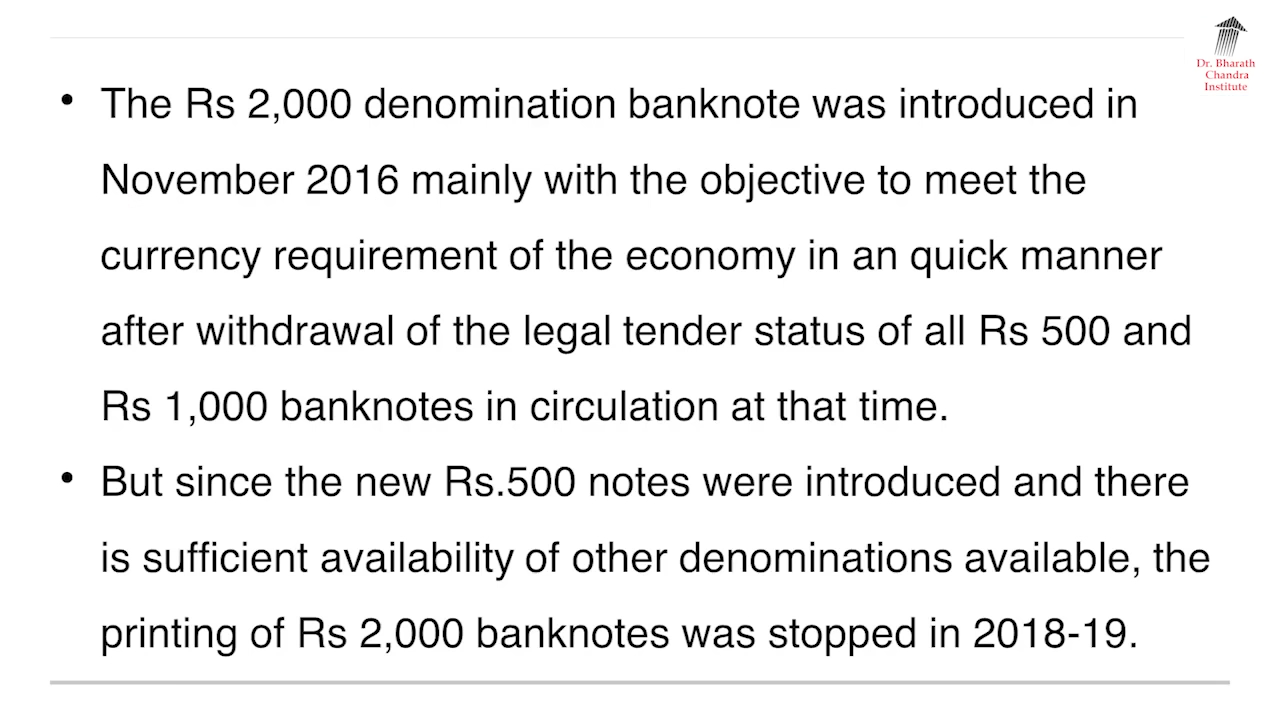 Dr. Bharath
Chandra
Institute
• The Rs 2,000 denomination banknote was introduced in
November 2016 mainly with the objective to meet the
currency requirement of the economy in an quick manner
after withdrawal of the legal tender status of all Rs 500 and
Rs 1,000 banknotes in circulation at that time.
• But since the new Rs.500 notes were introduced and there
is sufficient availability of other denominations available, the
printing of Rs 2,000 banknotes was stopped in 2018-19.